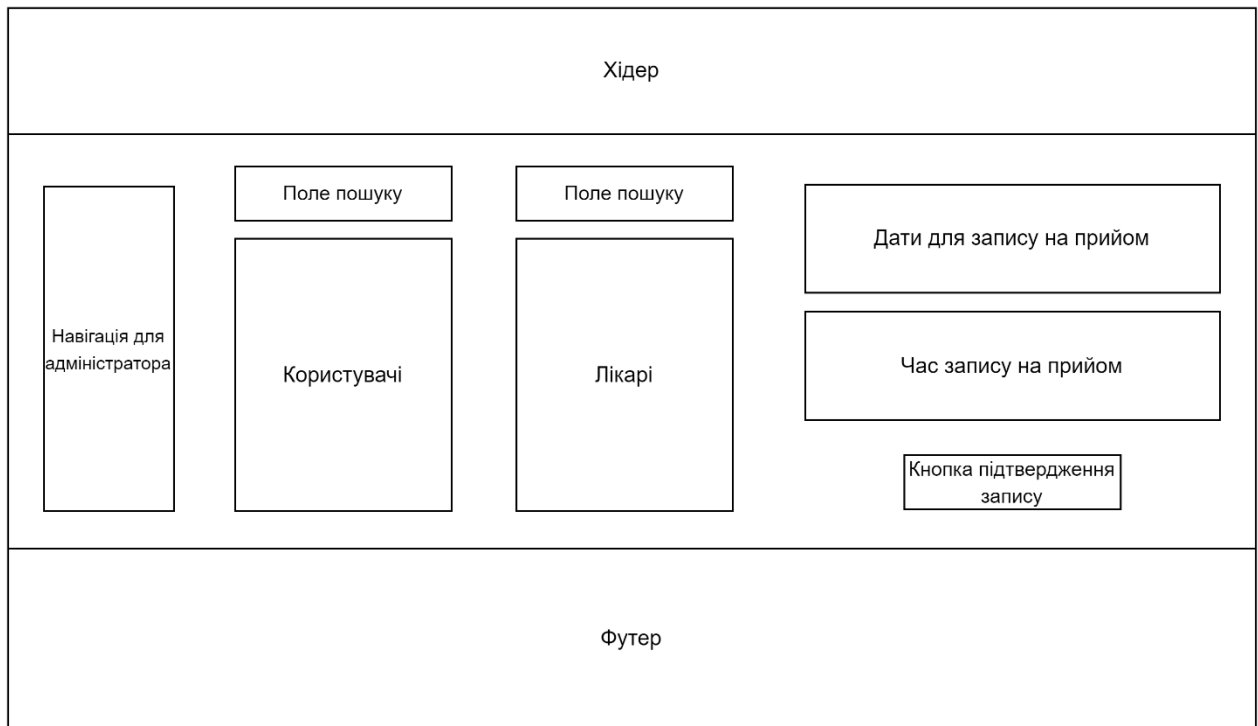 Хідер
Навігація для
адміністратора
Поле пошуку
Користувачі
Поле пошуку
Лікарі
Дати для запису на прийом
Час запису на прийом
Кнопка підтвердження
запису
Футер